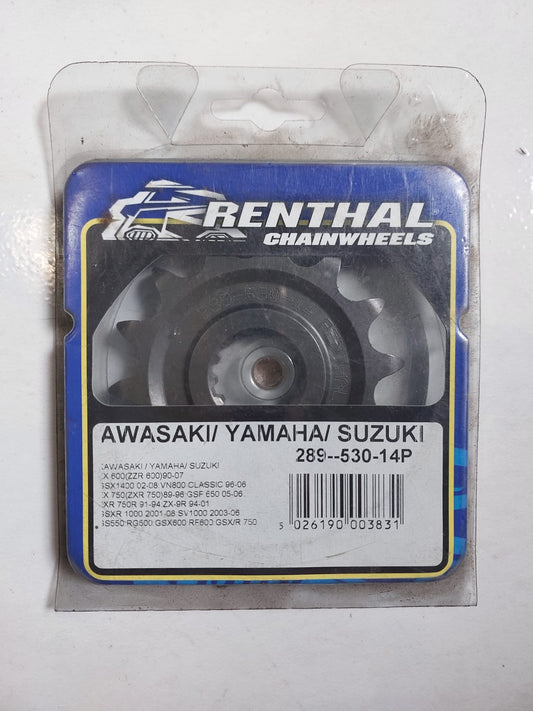 RENTHAL
CHAINWHEELS
AWASAKI/ YAMAHA/ SUZUKI
289--530-14P
KAWASAKI / YAMAHA/ SUZUKI
ZX 600(ZZR 600)90-07
GSX1400 02-08 VN800 CLASSIC 96-06
ZX 750(ZXR 750)89-96 GSF 650 05-06
ZXR 750R 91-94 ZX-9R 94-01
GSXR 1000 2001-08 SV1000 2003-06
GS550 RG500 GSX600 RF600 GSX/R 750
5 026190 003831